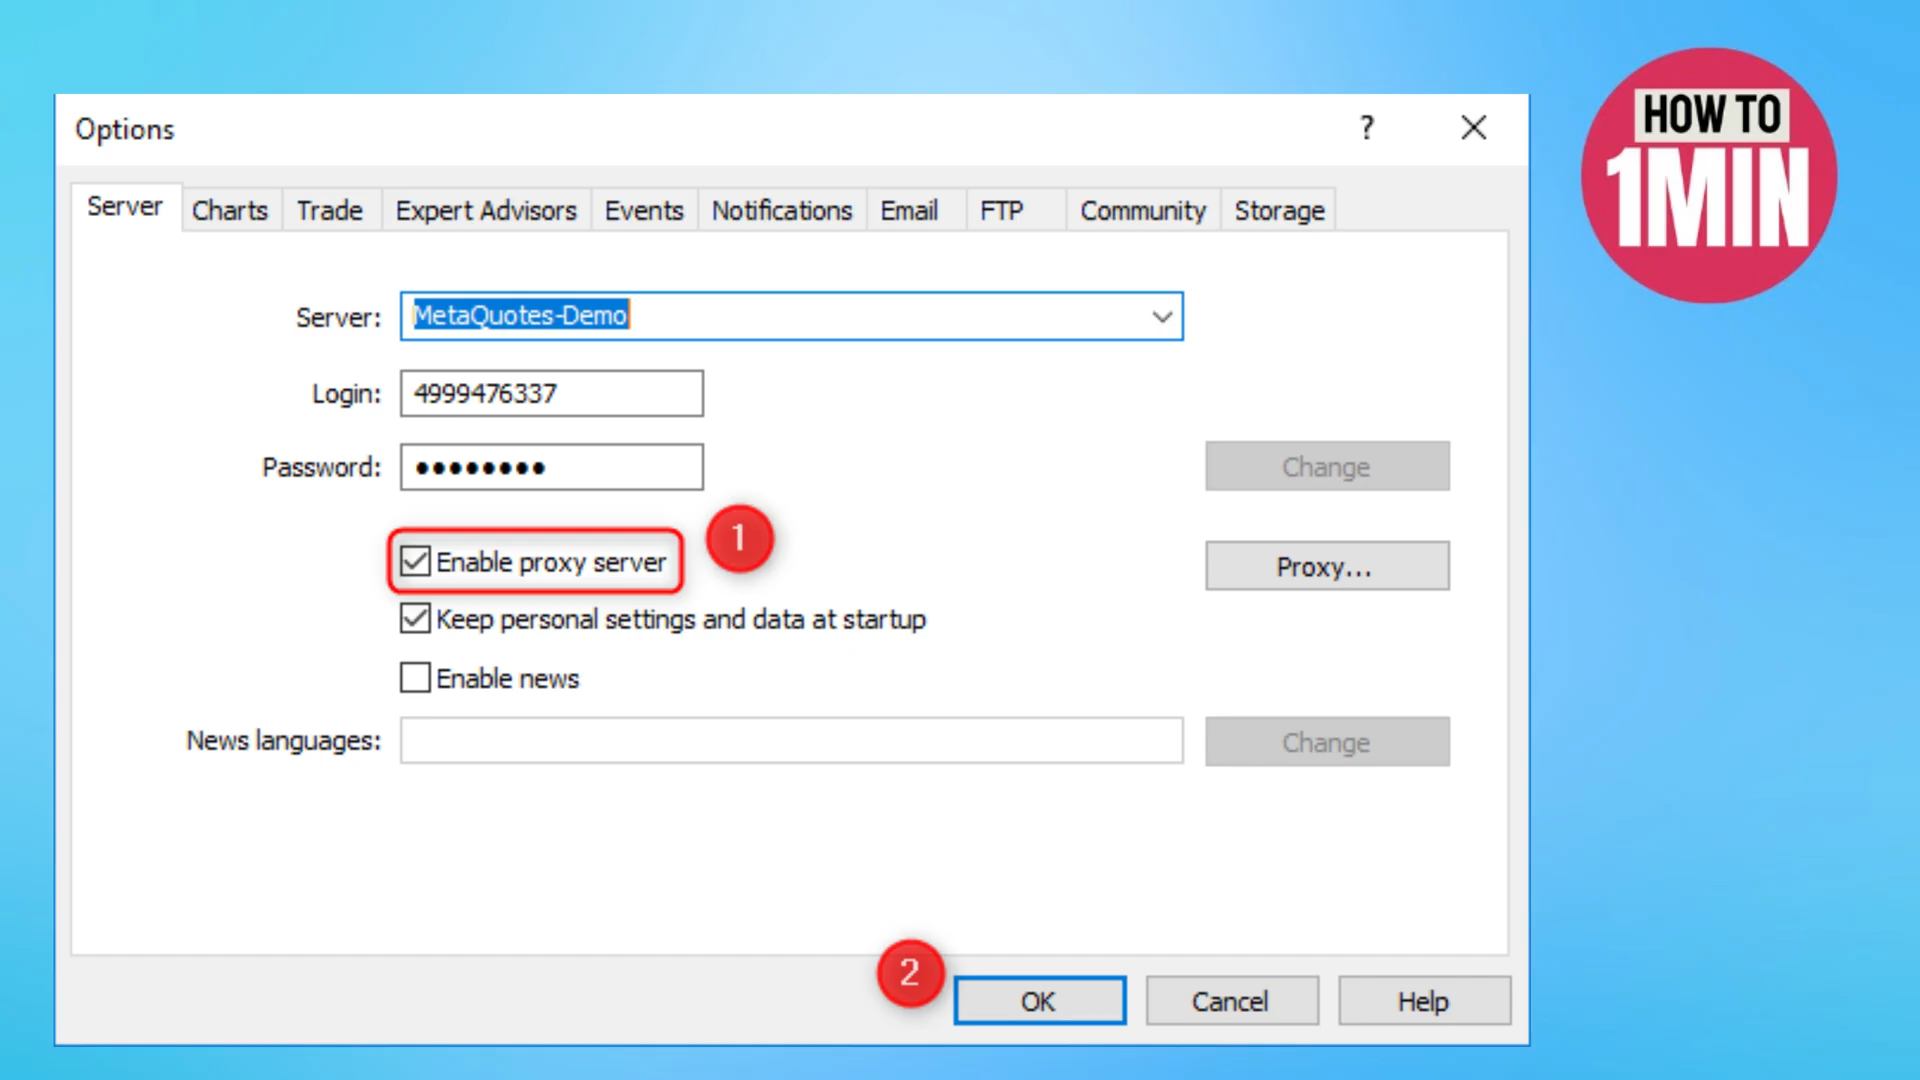 Options
?
HOW TO
1MIN
Server
Charts
Trade
Expert Advisors
Events
Notifications
Email
FTP
Community
Storage
Server:
MetaQuotes-Demo
Login:
4999476337
Password:
••••••••
Change
1
Enable proxy server
Proxy...
Keep personal settings and data at startup
Enable news
News languages:
Change
2
OK
Cancel
Help